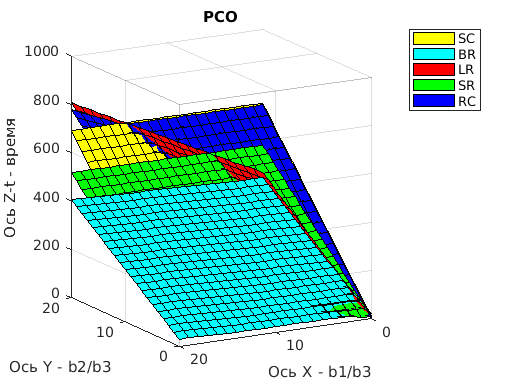 PCO
SC
BR
LR
SR
RC
1000
800
600
400
200
0
Ось Z-t - время
20
10
0
Ось Y - b2/b3
20
10
0
Ось X - b1/b3